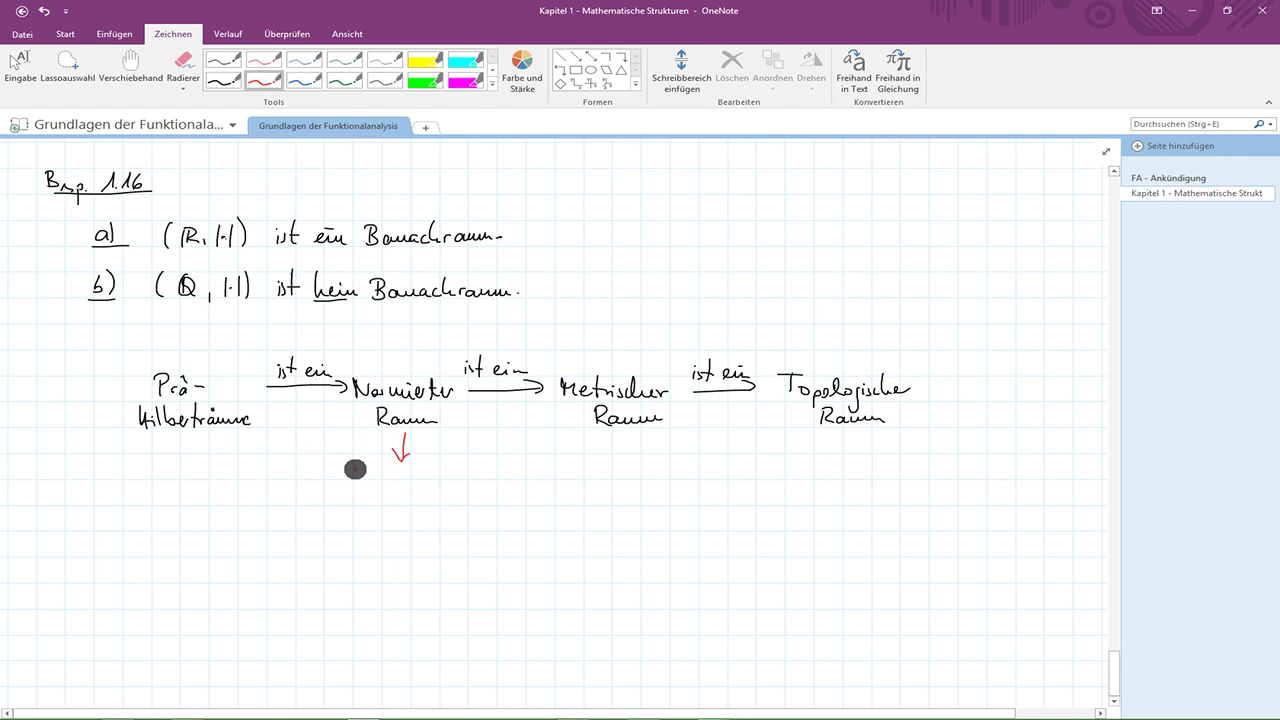 Kapitel 1 - Mathematische Strukturen - OneNote
Datei Start Einfügen Zeichnen Verlauf Überprüfen Ansicht
Eingabe Lassoauswahl Verschiebehand Radierer
Farbe und Stärke
Schreibbereich einfügen Löschen Anordnen Drehen
Freihand in Text Freihand in Gleichung
Tools Formen Bearbeiten Konvertieren
Grundlagen der Funktionala... Grundlagen der Funktionalanalysis
Durchsuchen (Strg+E)
Seite hinzufügen
FA - Ankündigung
Kapitel 1 - Mathematische Strukt
Bsp. 1.16
a) (ℝ, |·|) ist ein Banachraum.
b) (ℚ, |·|) ist kein Banachraum.
ist ein ist ein ist ein
Prä- Normierter Metrischer Topologische
Hilberträume Raum Raum Raum